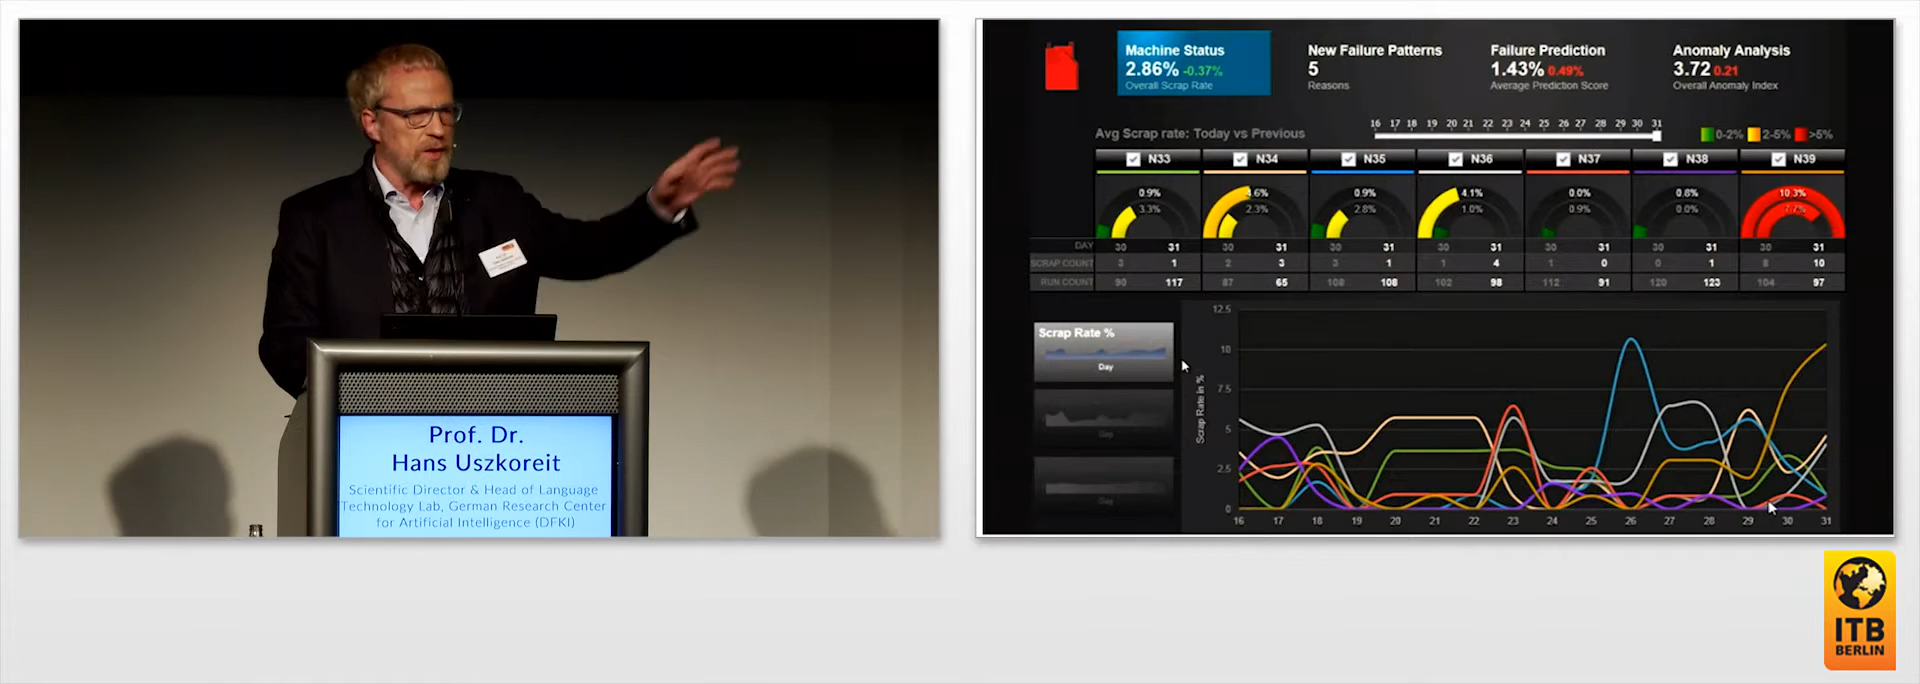 Prof. Dr.
Hans Uszkoreit
Scientific Director & Head of Language
Technology Lab, German Research Center
for Artificial Intelligence (DFKI)
Machine Status
2.86% -0.37%
Overall Scrap Rate
New Failure Patterns
5
Reasons
Failure Prediction
1.43% 0.49%
Average Prediction Score
Anomaly Analysis
3.72 0.21
Overall Anomaly Index
Avg Scrap rate: Today vs Previous
16 17 18 19 20 21 22 23 24 25 26 27 28 29 30 31
0-2% 2-5% >5%
N33 N34 N35 N36 N37 N38 N39
0.9% 4.6% 0.9% 4.1% 0.0% 0.8% 10.3%
3.3% 2.3% 2.8% 1.0% 0.9% 0.0% 7.7%
DAY 30 31 30 31 30 31 30 31 30 31 30 31 30 31
SCRAP COUNT 3 1 2 3 3 1 1 4 1 0 0 1 8 10
RUN COUNT 90 117 87 65 108 108 102 98 112 91 120 123 104 97
Scrap Rate %
Day
Day
Day
Scrap Rate in %
12.5
10
7.5
5
2.5
0
16 17 18 19 20 21 22 23 24 25 26 27 28 29 30 31
ITB
BERLIN